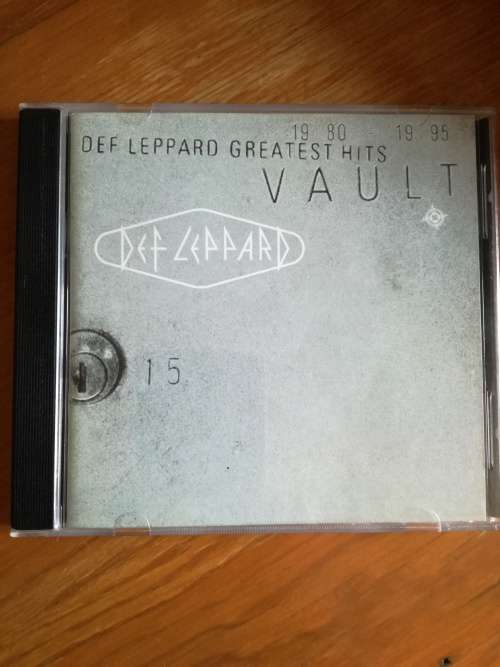 19 80 - 19 95
DEF LEPPARD GREATEST HITS
VAULT
DEF LEPPARD
15